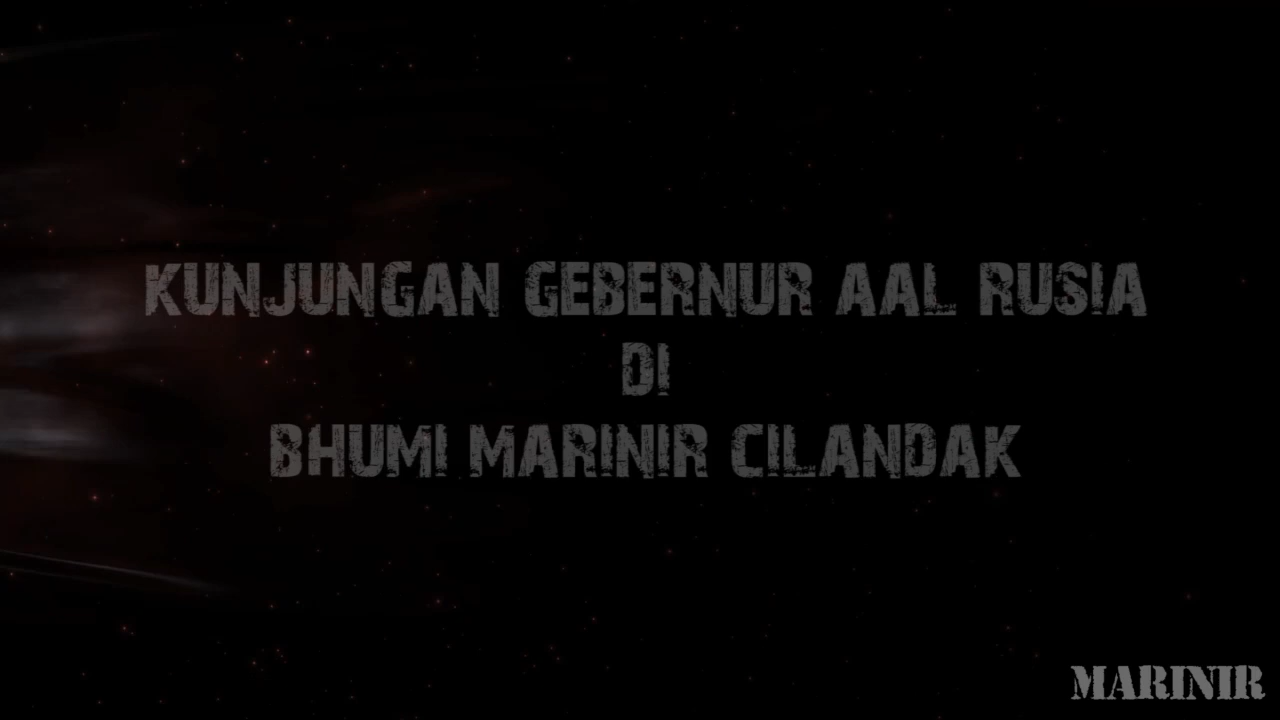 KUNJUNGAN GEBERNUR AAL RUSIA
DI
BHUMI MARINIR CILANDAK
MARINIR